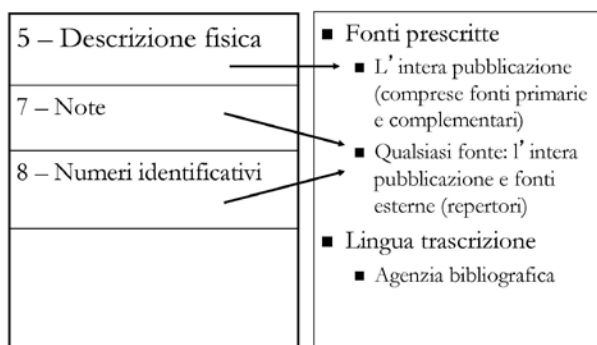 5 – Descrizione fisica
7 – Note
8 – Numeri identificativi
■ Fonti prescritte
■ L’intera pubblicazione
(comprese fonti primarie
e complementari)
■ Qualsiasi fonte: l’intera
pubblicazione e fonti
esterne (repertori)
■ Lingua trascrizione
■ Agenzia bibliografica